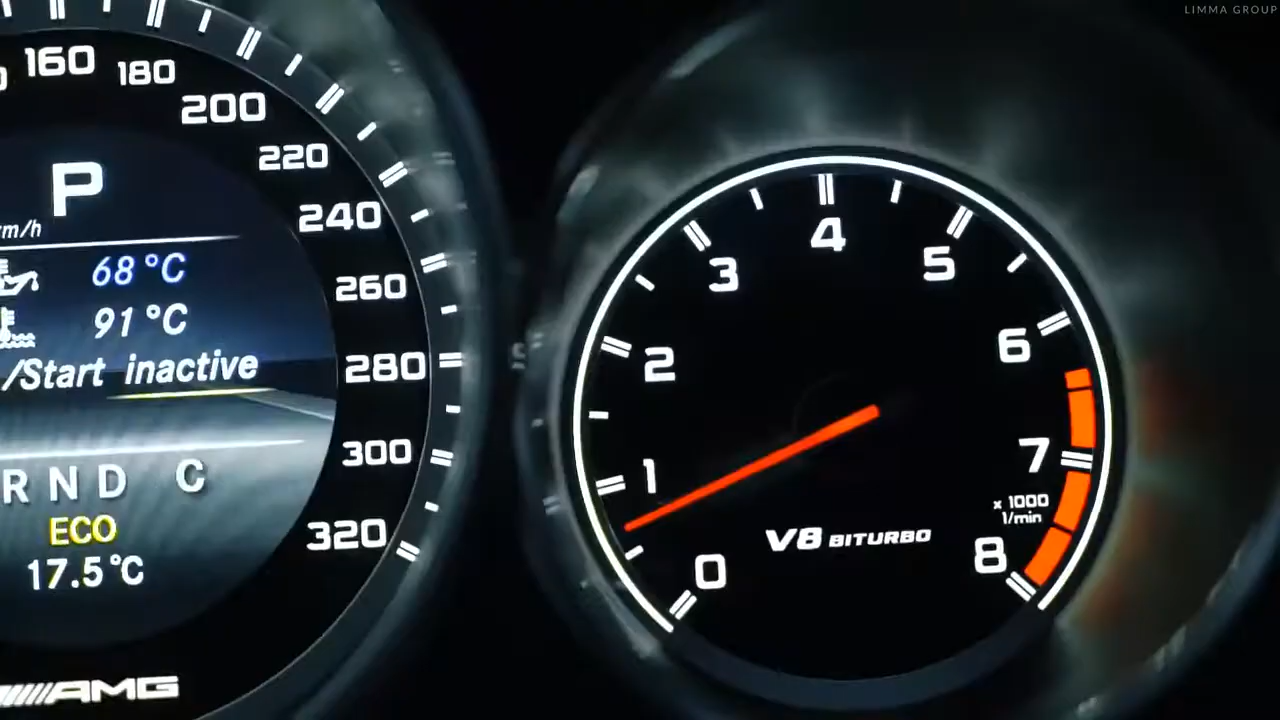 LIMMA GROUP
160
180
200
220
240
260
280
300
320
P
68°C
91°C
/Start inactive
R N D C
ECO
17.5°C
AMG
0
1
2
3
4
5
6
7
8
x 1000
1/min
V8 BITURBO